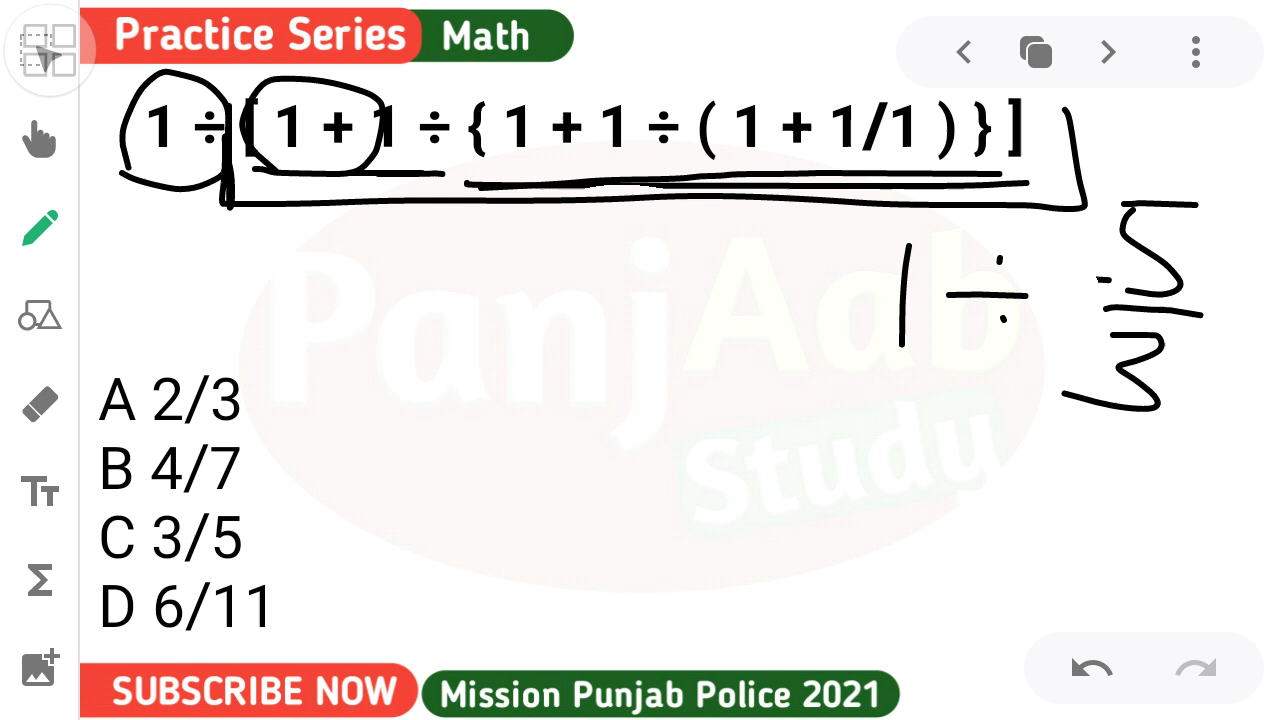 Practice Series Math
1 ÷ [ 1 + 1 ÷ { 1 + 1 ÷ ( 1 + 1/1 ) } ]
1 ÷ 5/3
PanjAab
Study
A 2/3
B 4/7
C 3/5
D 6/11
Tт
Σ
SUBSCRIBE NOW Mission Punjab Police 2021